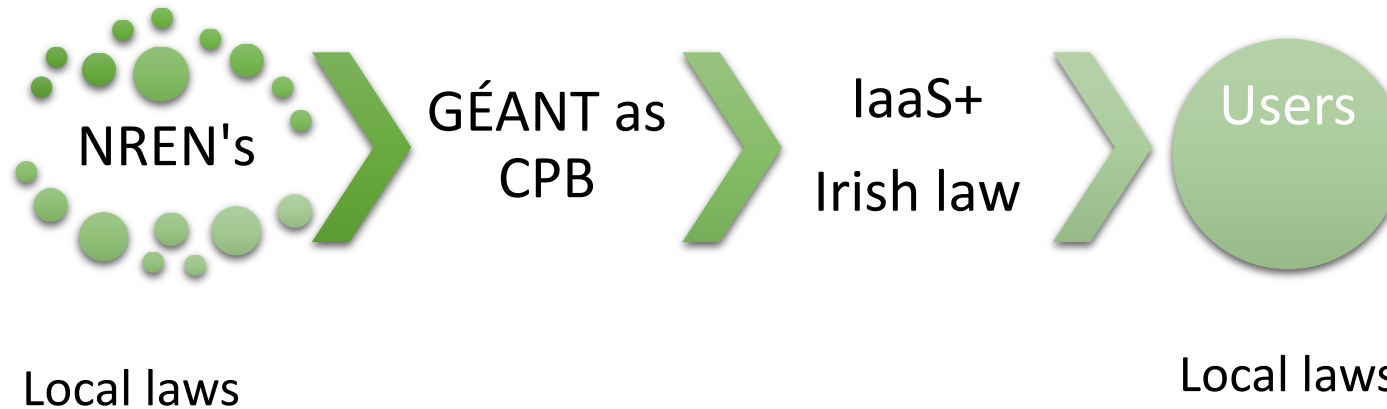 NREN's
GÉANT as
CPB
IaaS+
Irish law
Users
Local laws
Local laws